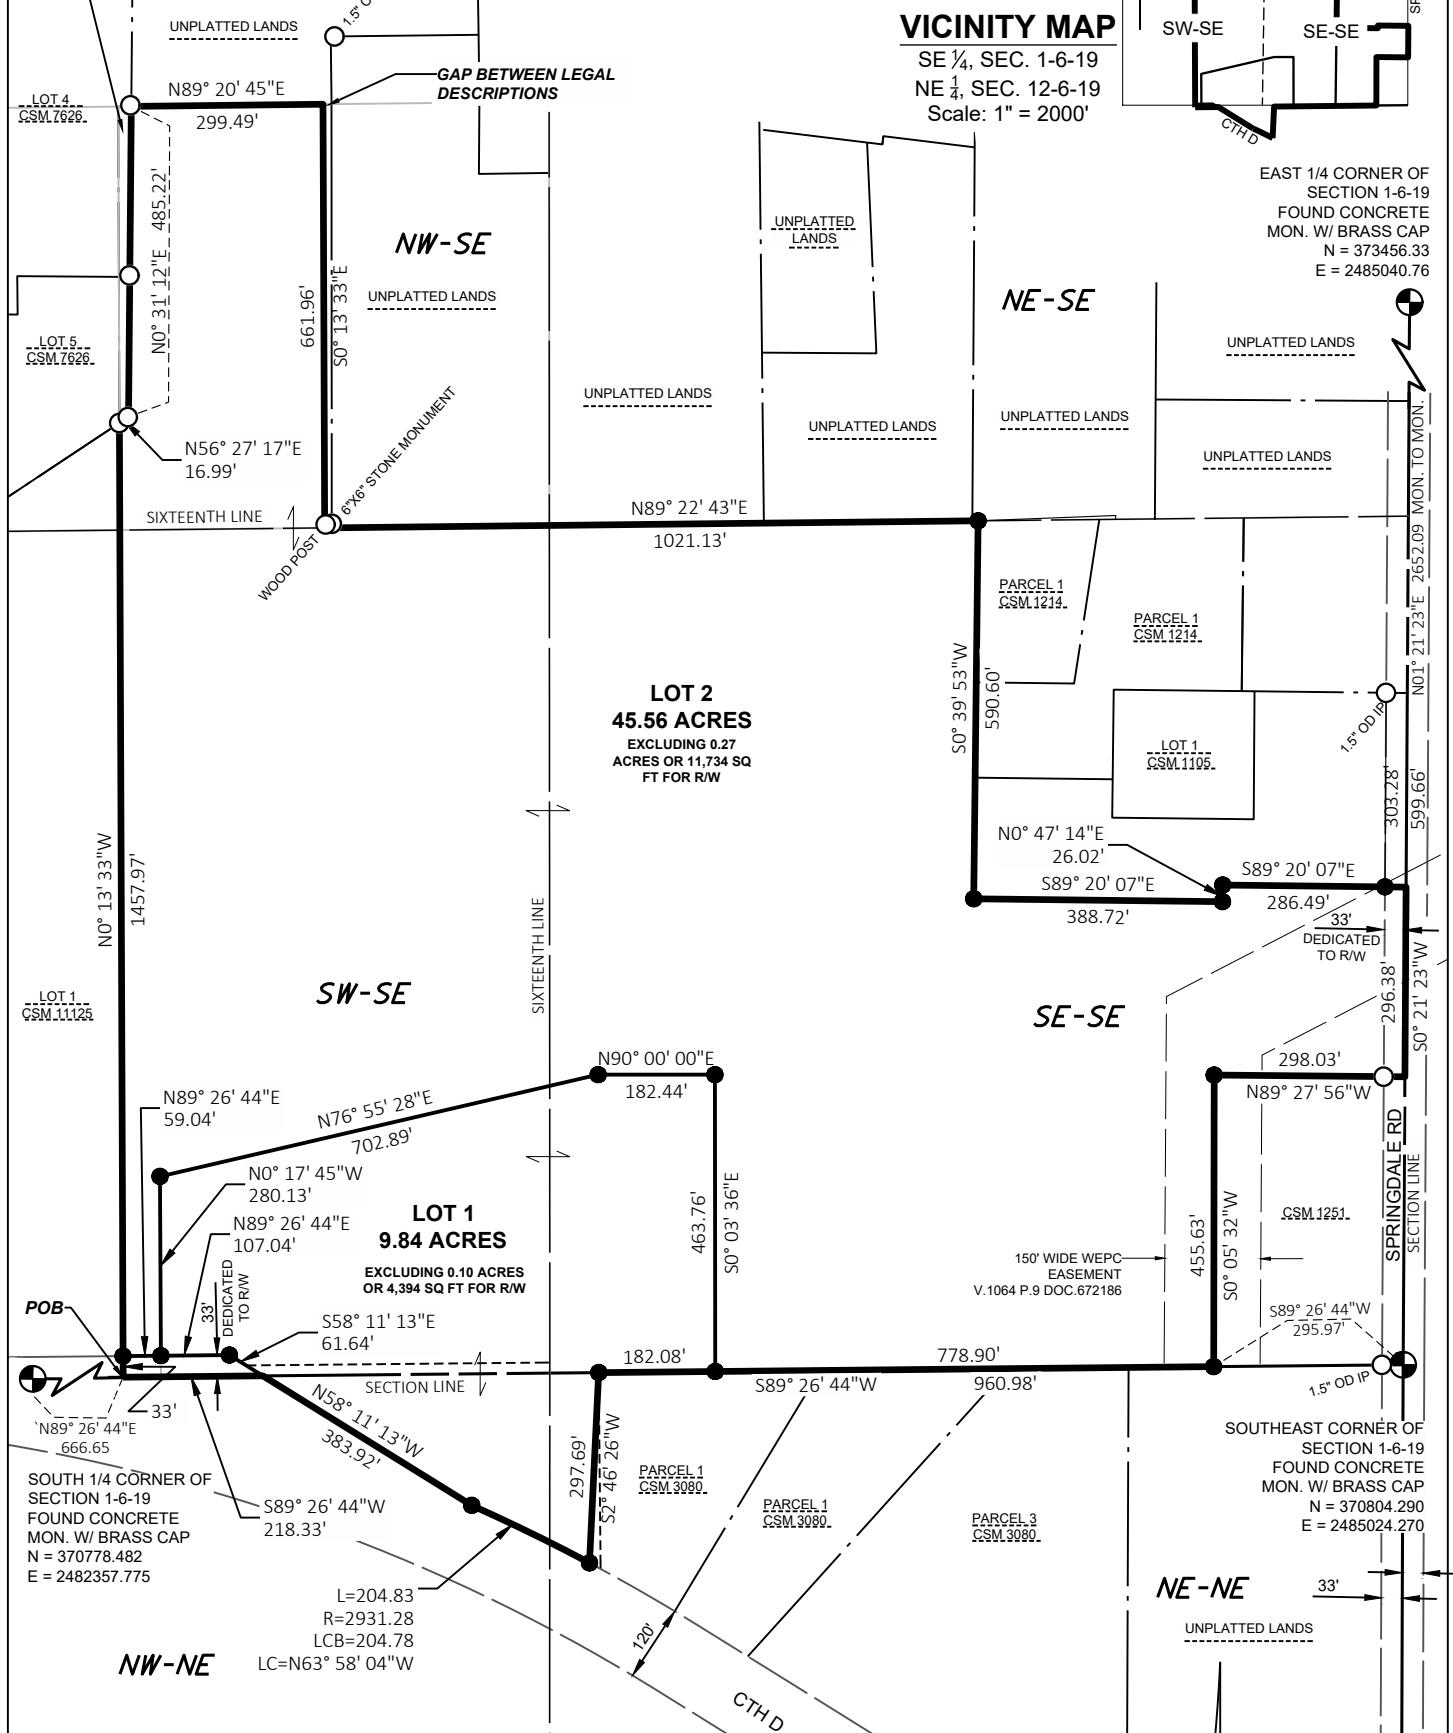 UNPLATTED LANDS
VICINITY MAP
SE 1/4, SEC. 1-6-19
NE 1/4, SEC. 12-6-19
Scale: 1" = 2000'
SW-SE
SE-SE
CTH D
LOT 4
CSM 7626
N89° 20' 45"E
299.49'
GAP BETWEEN LEGAL
DESCRIPTIONS
EAST 1/4 CORNER OF
SECTION 1-6-19
FOUND CONCRETE
MON. W/ BRASS CAP
N = 373456.33
E = 2485040.76
N0° 31' 12"E 485.22'
NW-SE
UNPLATTED LANDS
661.96'
S0° 13' 33"E
UNPLATTED
LANDS
NE-SE
UNPLATTED LANDS
LOT 5
CSM 7626
UNPLATTED LANDS
UNPLATTED LANDS
UNPLATTED LANDS
UNPLATTED LANDS
N01° 21' 23"E 2652.09 MON. TO MON.
N56° 27' 17"E
16.99'
6"X6" STONE MONUMENT
SIXTEENTH LINE
WOOD POST
N89° 22' 43"E
1021.13'
PARCEL 1
CSM 1214
PARCEL 1
CSM 1214
S0° 39' 53"W
590.60'
LOT 2
45.56 ACRES
EXCLUDING 0.27
ACRES OR 11,734 SQ
FT FOR R/W
1.5" OD IP
LOT 1
CSM 1105
303.28'
599.66'
N0° 13' 33"W
1457.97'
N0° 47' 14"E
26.02'
S89° 20' 07"E
388.72'
S89° 20' 07"E
286.49'
33'
DEDICATED
TO R/W
SIXTEENTH LINE
296.38'
S0° 21' 23"W
LOT 1
CSM 11125
SW-SE
SE-SE
N90° 00' 00"E
182.44'
298.03'
N89° 27' 56"W
N89° 26' 44"E
59.04'
N76° 55' 28"E
702.89'
N0° 17' 45"W
280.13'
N89° 26' 44"E
107.04'
LOT 1
9.84 ACRES
EXCLUDING 0.10 ACRES
OR 4,394 SQ FT FOR R/W
463.76'
S0° 03' 36"E
455.63'
S0° 05' 32"W
CSM 1251
SPRINGDALE RD
SECTION LINE
150' WIDE WEPC
EASEMENT
V.1064 P.9 DOC.672186
POB
33'
DEDICATED
TO R/W
S58° 11' 13"E
61.64'
S89° 26' 44"W
295.97'
182.08'
778.90'
SECTION LINE
S89° 26' 44"W
960.98'
1.5" OD IP
33'
N89° 26' 44"E
666.65
N58° 11' 13"W
383.92'
297.69'
S2° 46' 26"W
SOUTH 1/4 CORNER OF
SECTION 1-6-19
FOUND CONCRETE
MON. W/ BRASS CAP
N = 370778.482
E = 2482357.775
S89° 26' 44"W
218.33'
PARCEL 1
CSM 3080
PARCEL 1
CSM 3080
PARCEL 3
CSM 3080
SOUTHEAST CORNER OF
SECTION 1-6-19
FOUND CONCRETE
MON. W/ BRASS CAP
N = 370804.290
E = 2485024.270
L=204.83
R=2931.28
LCB=204.78
LC=N63° 58' 04"W
NE-NE
33'
UNPLATTED LANDS
120'
NW-NE
CTH D